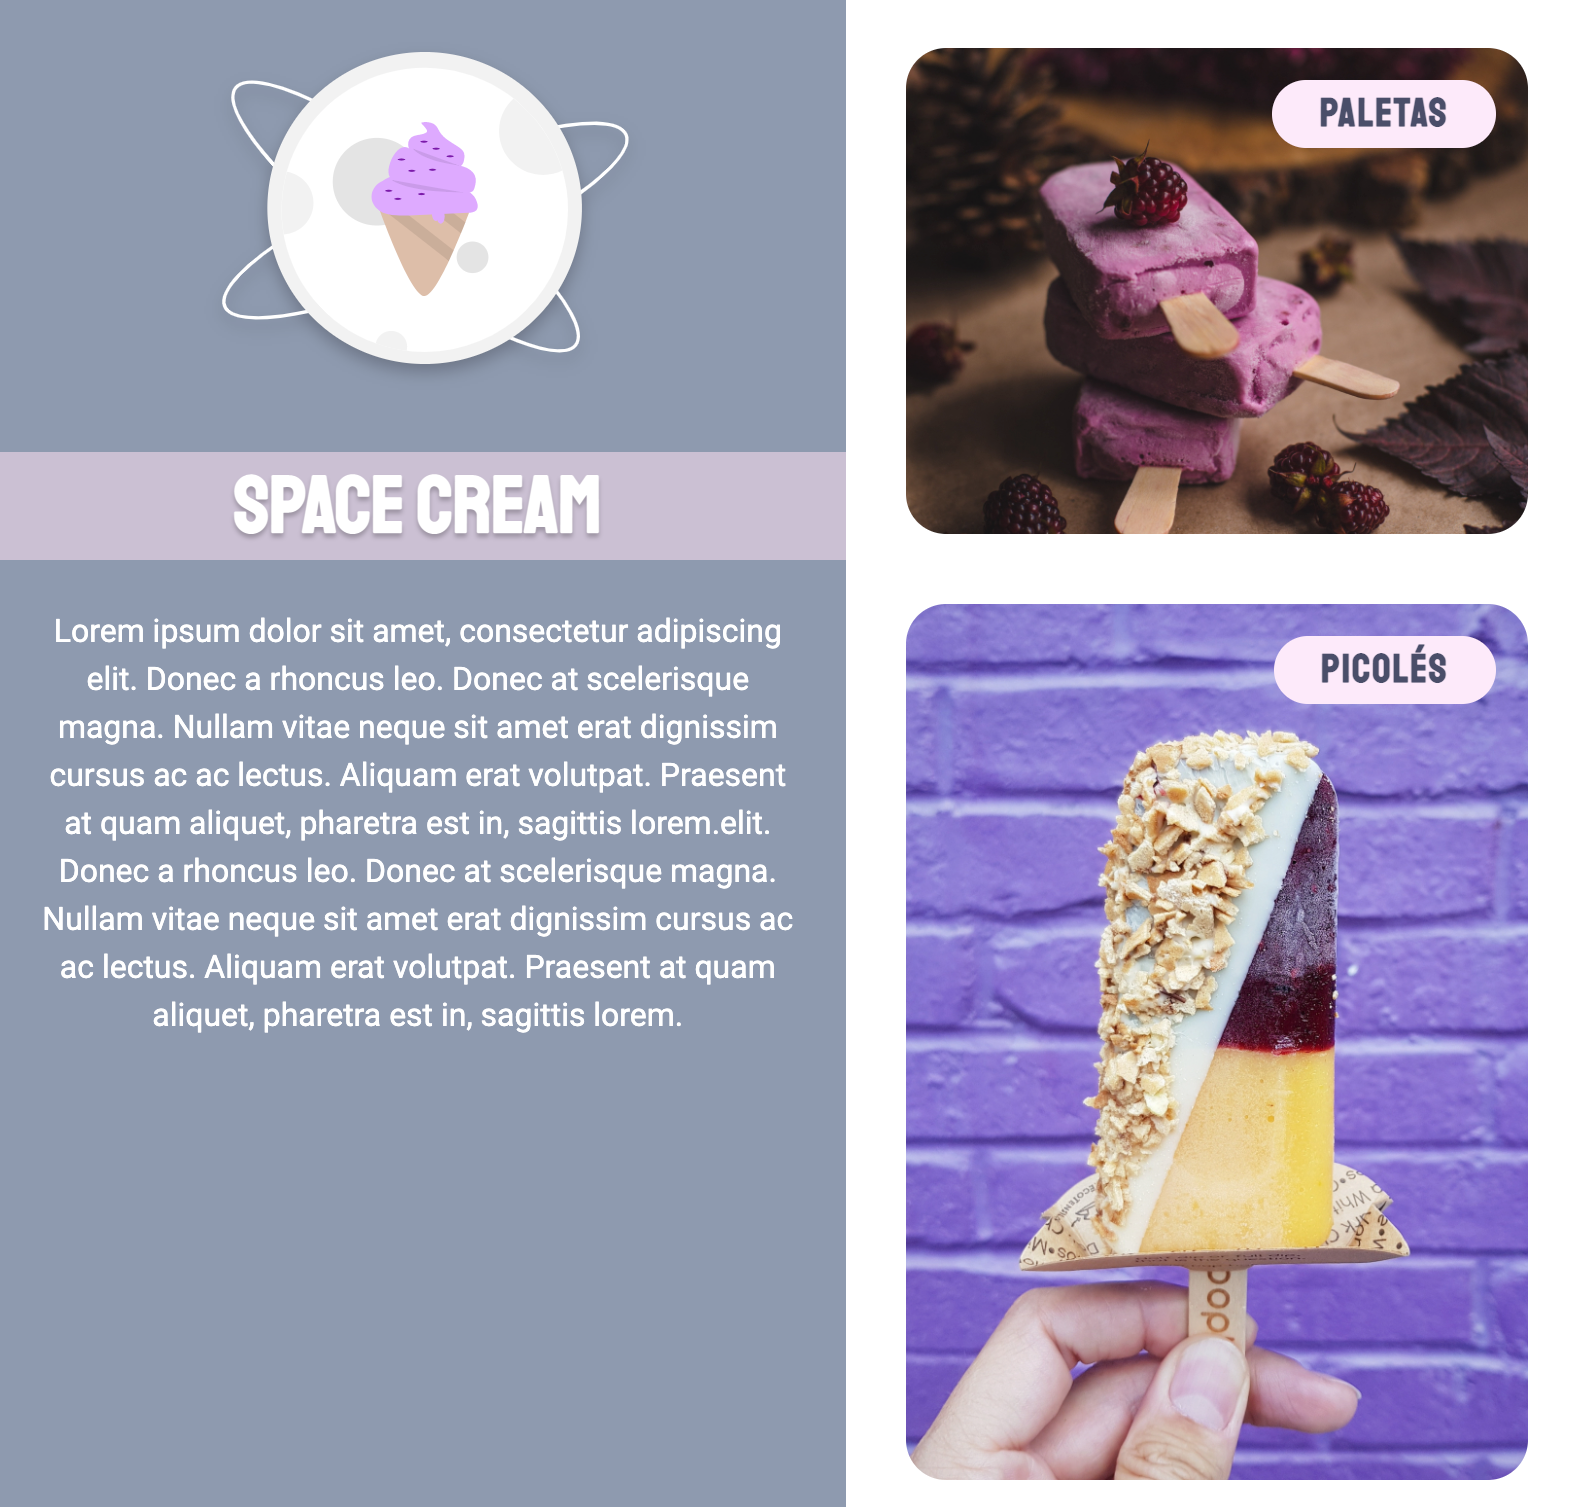 SPACE CREAM
Lorem ipsum dolor sit amet, consectetur adipiscing
elit. Donec a rhoncus leo. Donec at scelerisque
magna. Nullam vitae neque sit amet erat dignissim
cursus ac ac lectus. Aliquam erat volutpat. Praesent
at quam aliquet, pharetra est in, sagittis lorem.elit.
Donec a rhoncus leo. Donec at scelerisque magna.
Nullam vitae neque sit amet erat dignissim cursus ac
ac lectus. Aliquam erat volutpat. Praesent at quam
aliquet, pharetra est in, sagittis lorem.
PALETAS
PICOLÉS